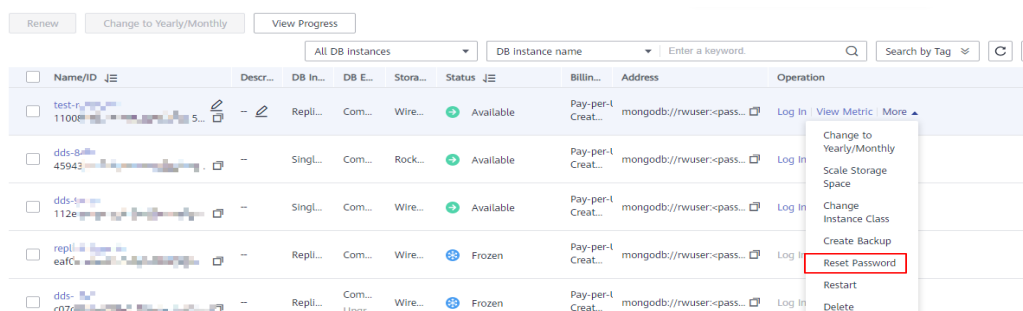 Renew
Change to Yearly/Monthly
View Progress
All DB instances
DB instance name
Enter a keyword.
Search by Tag
Name/ID
Descr...
DB In...
DB E...
Stora...
Status
Billin...
Address
Operation
test-r
11008 5...
--
Repli...
Com...
Wire...
Available
Pay-per-U
Creat...
mongodb://rwuser:<pass...
Log In
View Metric
More
dds-8
45943
--
Singl...
Com...
Rock...
Available
Pay-per-U
Creat...
mongodb://rwuser:<pass...
Log In
dds-
112e
--
Singl...
Com...
Wire...
Available
Pay-per-U
Creat...
mongodb://rwuser:<pass...
Log In
repl
eaf0
--
Repli...
Com...
Wire...
Frozen
Pay-per-U
Creat...
mongodb://rwuser:<pass...
Log In
dds-
--
Repli...
Com...
Wire...
Frozen
Pay-per-U
Creat...
mongodb://rwuser:<pass...
Log In
Change to
Yearly/Monthly
Scale Storage
Space
Change
Instance Class
Create Backup
Reset Password
Restart
Delete